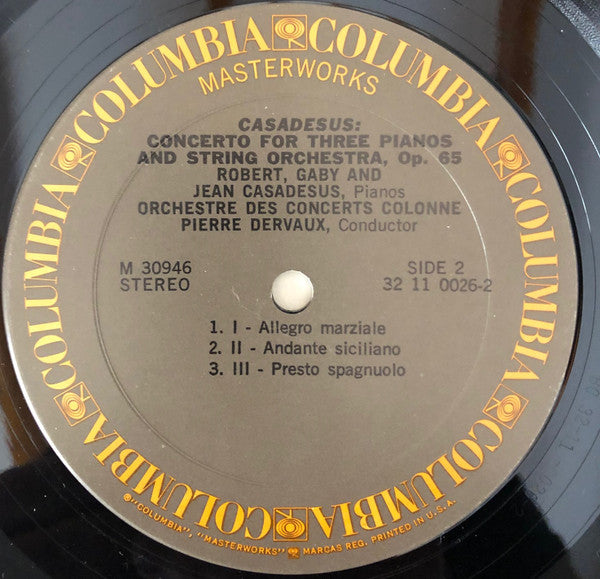 COLUMBIA COLUMBIA COLUMBIA COLUMBIA COLUMBIA COLUMBIA
MASTERWORKS
CASADESUS:
CONCERTO FOR THREE PIANOS
AND STRING ORCHESTRA, Op. 65
ROBERT, GABY AND
JEAN CASADESUS, Pianos
ORCHESTRE DES CONCERTS COLONNE
PIERRE DERVAUX, Conductor
M 30946
STEREO
SIDE 2
32 11 0026-2
1. I - Allegro marziale
2. II - Andante siciliano
3. III - Presto spagnuolo
® "COLUMBIA", "MASTERWORKS" MARCAS REG. PRINTED IN U.S.A.